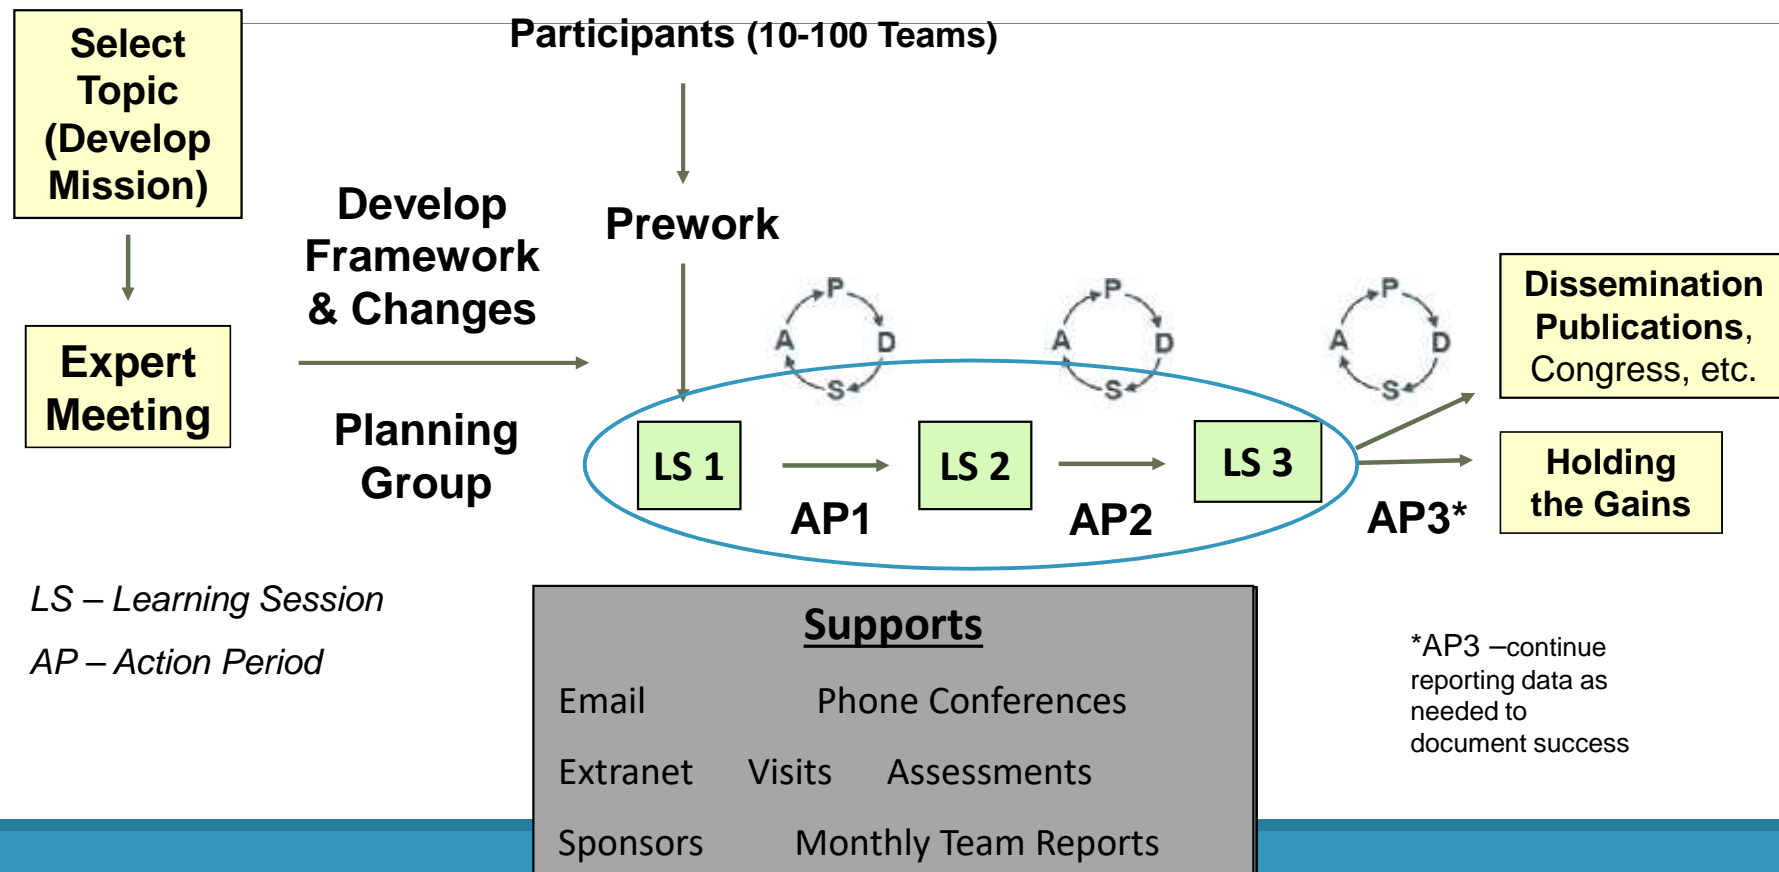 Select
Topic
(Develop
Mission)
Expert
Meeting
Develop
Framework
& Changes
Planning
Group
Participants (10-100 Teams)
Prework
P
A D
S
P
A D
S
P
A D
S
LS 1
LS 2
LS 3
AP1
AP2
AP3*
Dissemination
Publications,
Congress, etc.
Holding
the Gains
LS – Learning Session
AP – Action Period
Supports
Email Phone Conferences
Extranet Visits Assessments
Sponsors Monthly Team Reports
*AP3 –continue
reporting data as
needed to
document success